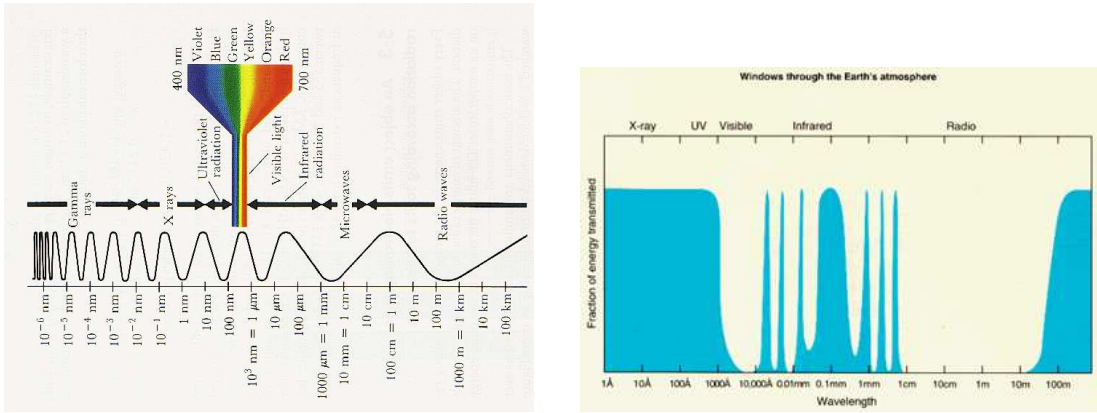 400 nm
Violet
Blue
Green
Yellow
Orange
Red
700 nm
Ultraviolet
radiation
Visible light
Infrared
radiation
Gamma
rays
X rays
Microwaves
Radio waves
10⁻⁶ nm
10⁻⁵ nm
10⁻⁴ nm
10⁻³ nm
10⁻² nm
10⁻¹ nm
1 nm
10 nm
100 nm
10³ nm = 1 μm
10 μm
100 μm
1000 μm = 1 mm
10 mm = 1 cm
10 cm
100 cm = 1 m
10 m
100 m
1000 m = 1 km
10 km
100 km
Windows through the Earth's atmosphere
X-ray UV Visible Infrared Radio
Fraction of energy transmitted
1Å 10Å 100Å 1000Å 10,000Å 0.01mm 0.1mm 1mm 1cm 10cm 1m 10m 100m
Wavelength